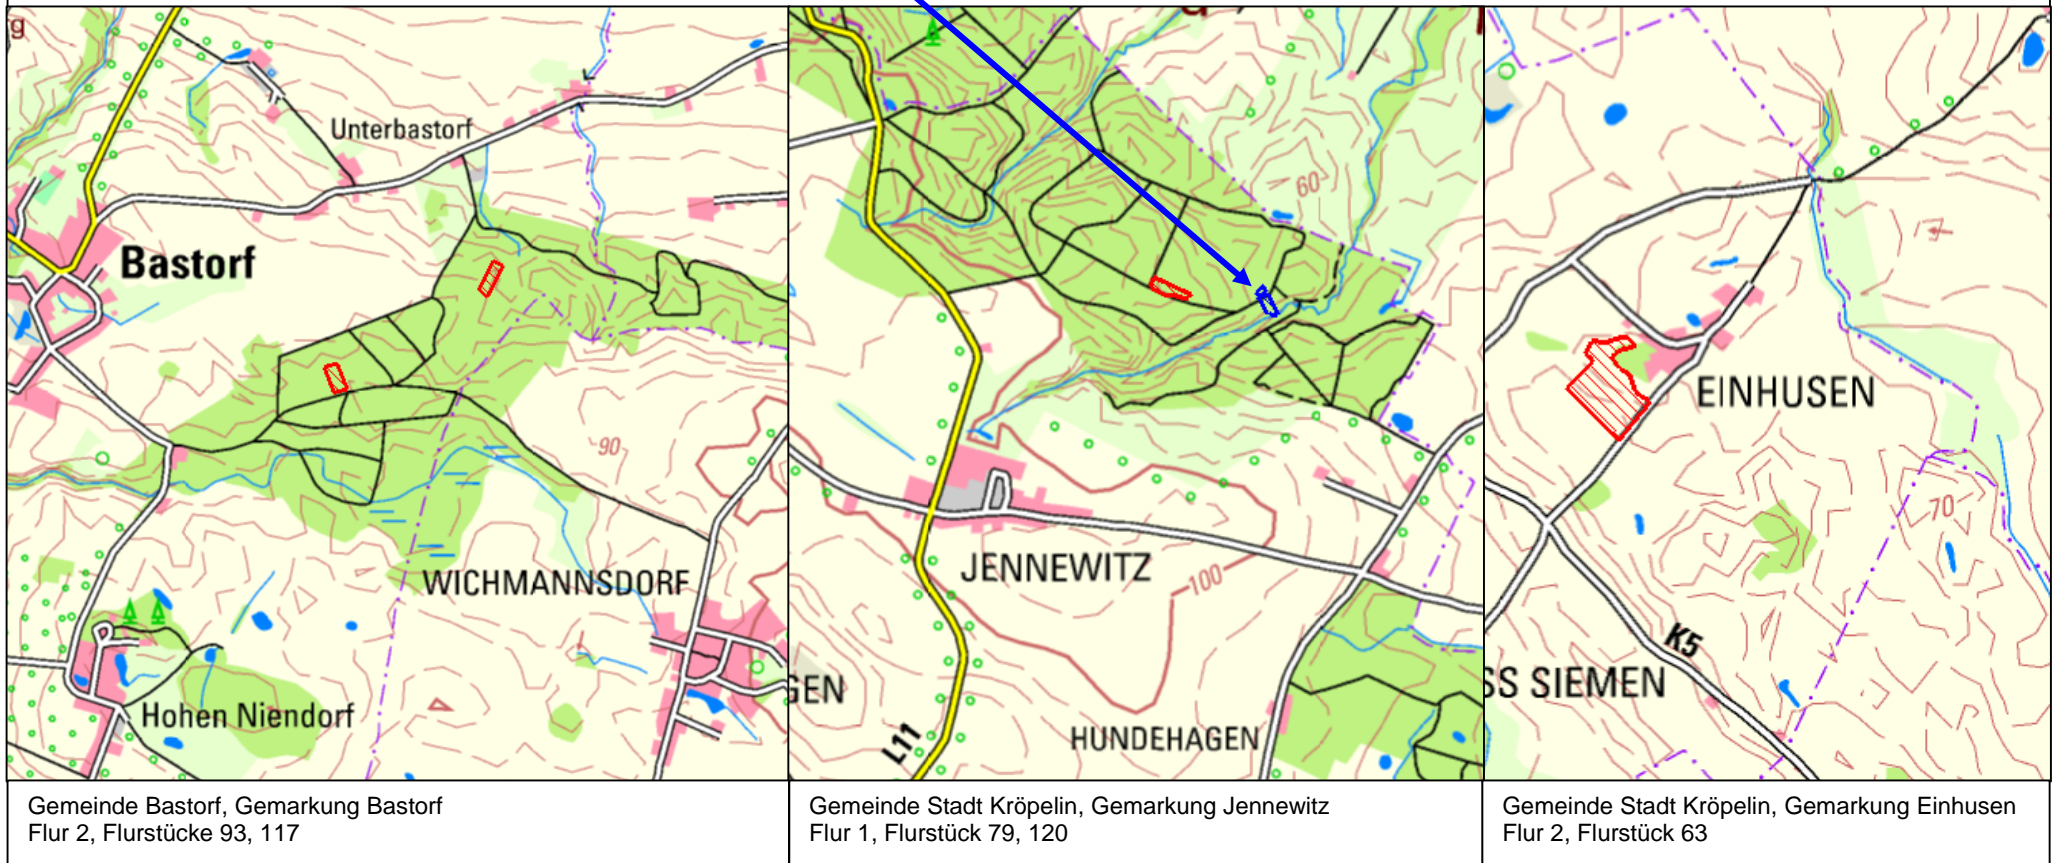 g
Unterbastorf
Bastorf
90
WICHMANNSDORF
Hohen Niendorf
60
JENNEWITZ
100
GEN
L11
HUNDEHAGEN
EINHUSEN
70
K5
SS SIEMEN
Gemeinde Bastorf, Gemarkung Bastorf
Flur 2, Flurstücke 93, 117
Gemeinde Stadt Kröpelin, Gemarkung Jennewitz
Flur 1, Flurstück 79, 120
Gemeinde Stadt Kröpelin, Gemarkung Einhusen
Flur 2, Flurstück 63